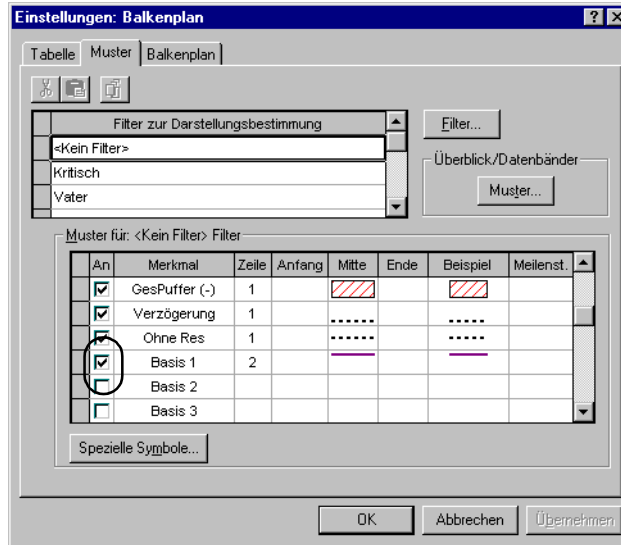 Einstellungen: Balkenplan
Tabelle Muster Balkenplan
Filter zur Darstellungsbestimmung
<Kein Filter>
Kritisch
Vater
Filter...
Überblick/Datenbänder
Muster...
Muster für: <Kein Filter> Filter
An Merkmal Zeile Anfang Mitte Ende Beispiel Meilenst.
GesPuffer (-) 1
Verzögerung 1
Ohne Res 1
Basis 1 2
Basis 2
Basis 3
Spezielle Symbole...
OK Abbrechen Übernehmen